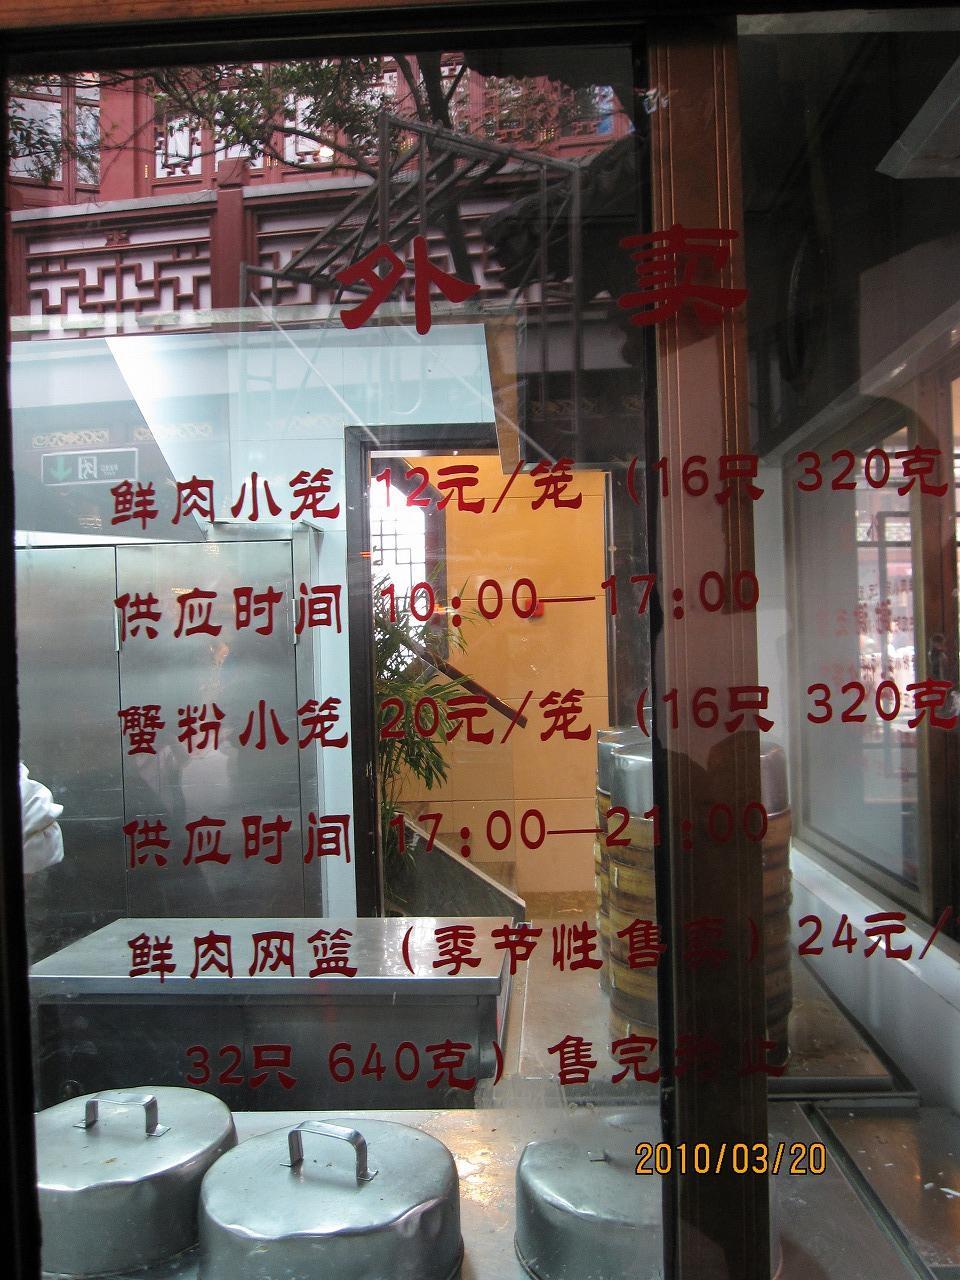 外 卖
鲜肉小笼 12元/笼 (16只 320克
供应时间 10:00—17:00
蟹粉小笼 20元/笼 (16只 320克
供应时间 17:00—21:00
鲜肉网篮 (季节性售卖) 24元/
32只 640克) 售完为止
2010/03/20